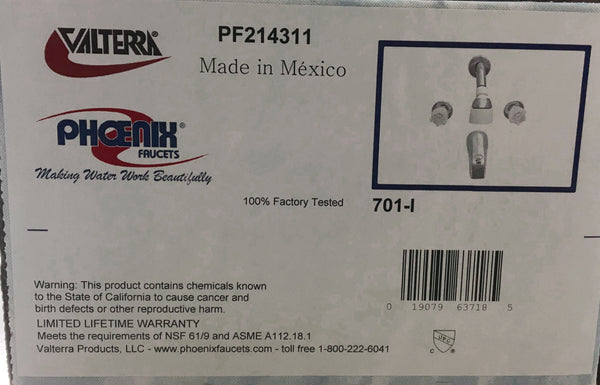 VALTERRA®
PF214311
Made in México
PHOENIX®
FAUCETS
Making Water Work Beautifully
100% Factory Tested
701-I
Warning: This product contains chemicals known
to the State of California to cause cancer and
birth defects or other reproductive harm.
LIMITED LIFETIME WARRANTY
Meets the requirements of NSF 61/9 and ASME A112.18.1
Valterra Products, LLC - www.phoenixfaucets.com - toll free 1-800-222-6041
0 19079 63718 5
C UPC ®